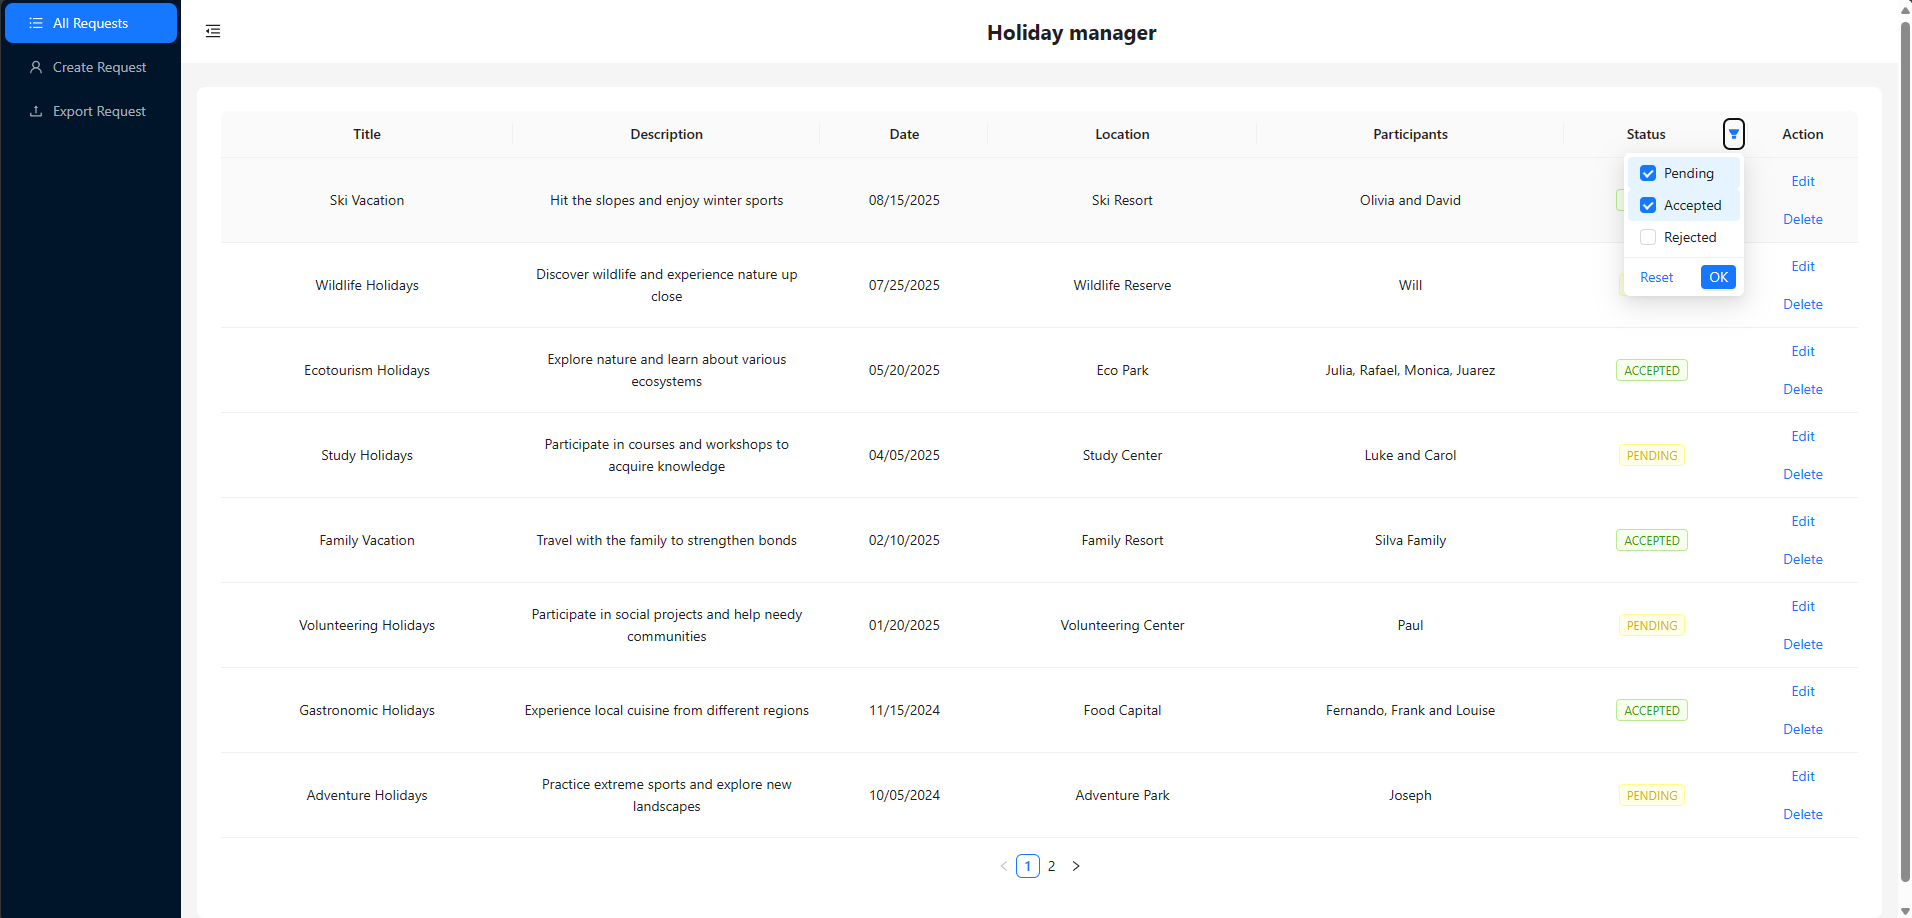 All Requests
Create Request
Export Request
Holiday manager
Title Description Date Location Participants Status Action
Pending
Accepted
Rejected
Reset OK
Ski Vacation Hit the slopes and enjoy winter sports 08/15/2025 Ski Resort Olivia and David Edit
Delete
Wildlife Holidays Discover wildlife and experience nature up 07/25/2025 Wildlife Reserve Will Edit
close
Delete
Ecotourism Holidays Explore nature and learn about various 05/20/2025 Eco Park Julia, Rafael, Monica, Juarez ACCEPTED Edit
ecosystems
Delete
Study Holidays Participate in courses and workshops to 04/05/2025 Study Center Luke and Carol PENDING Edit
acquire knowledge
Delete
Family Vacation Travel with the family to strengthen bonds 02/10/2025 Family Resort Silva Family ACCEPTED Edit
Delete
Volunteering Holidays Participate in social projects and help needy 01/20/2025 Volunteering Center Paul PENDING Edit
communities
Delete
Gastronomic Holidays Experience local cuisine from different regions 11/15/2024 Food Capital Fernando, Frank and Louise ACCEPTED Edit
Delete
Adventure Holidays Practice extreme sports and explore new 10/05/2024 Adventure Park Joseph PENDING Edit
landscapes
Delete
< 1 2 >